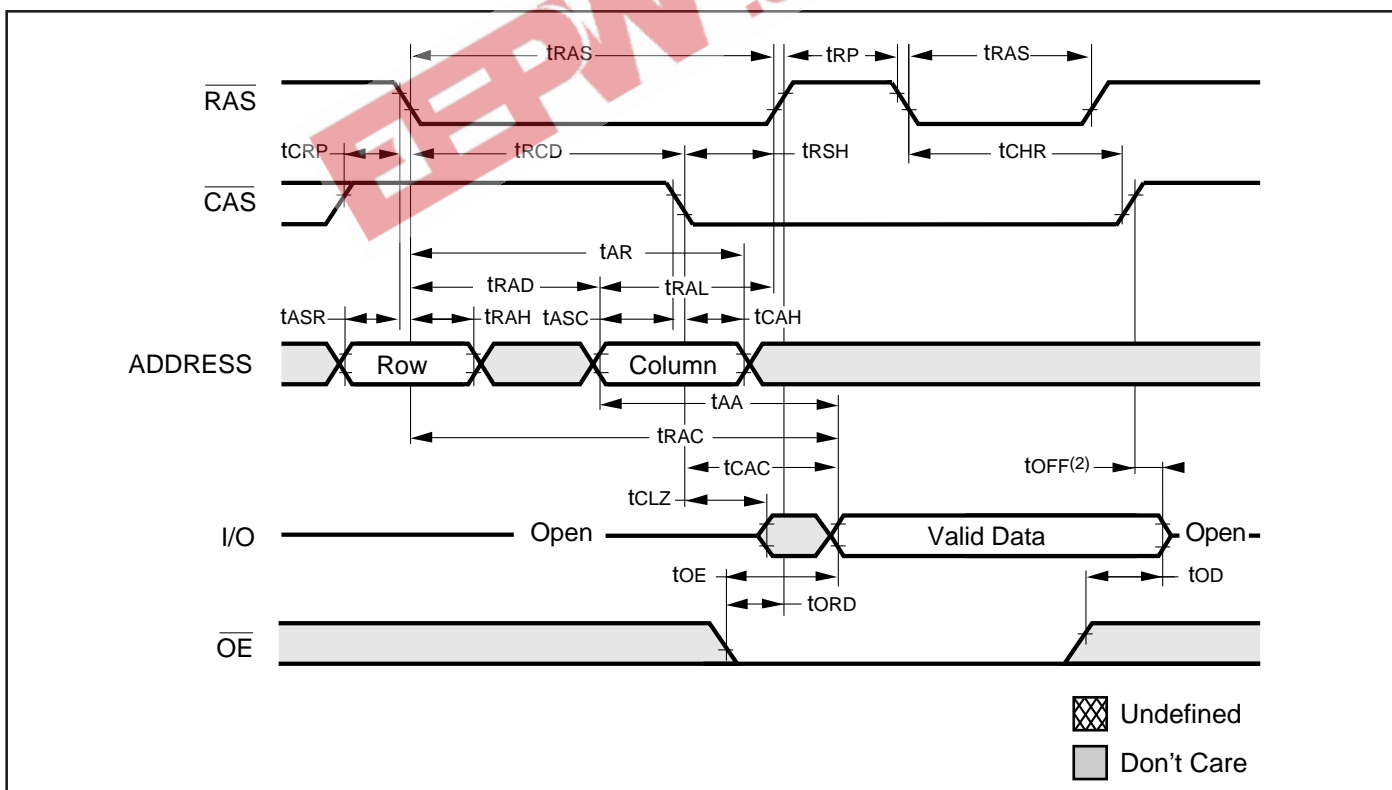 EEPW
tRAS tRP tRAS
RAS
tCRP tRCD tRSH tCHR
CAS
tAR
tRAD tRAL
tASR tRAH tASC tCAH
ADDRESS Row Column
tAA
tRAC
tCAC tOFF(2)
tCLZ
I/O Open Valid Data Open
tOE tOD
tORD
OE
Undefined
Don't Care